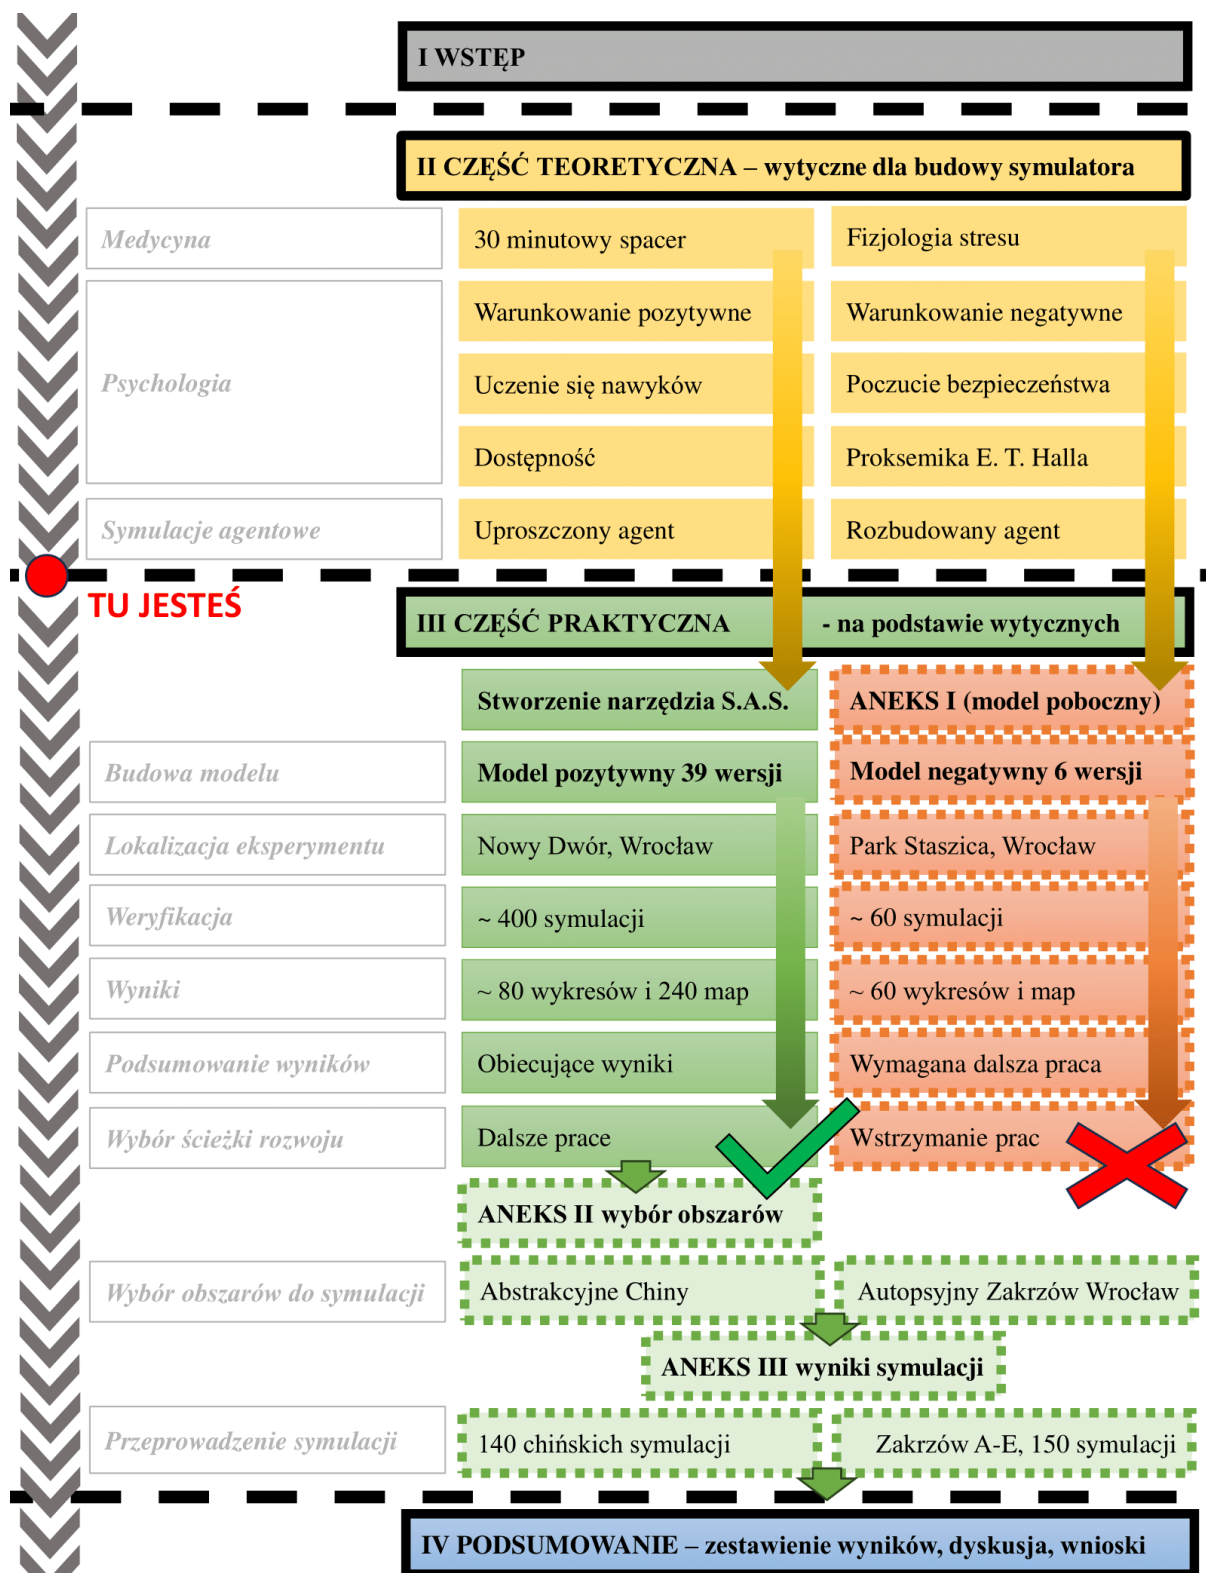 I WSTĘP
II CZĘŚĆ TEORETYCZNA – wytyczne dla budowy symulatora
Medycyna
30 minutowy spacer
Fizjologia stresu
Psychologia
Warunkowanie pozytywne
Warunkowanie negatywne
Uczenie się nawyków
Poczucie bezpieczeństwa
Dostępność
Proksemika E. T. Halla
Symulacje agentowe
Uproszczony agent
Rozbudowany agent
TU JESTEŚ
III CZĘŚĆ PRAKTYCZNA - na podstawie wytycznych
Stworzenie narzędzia S.A.S.
ANEKS I (model poboczny)
Budowa modelu
Model pozytywny 39 wersji
Model negatywny 6 wersji
Lokalizacja eksperymentu
Nowy Dwór, Wrocław
Park Staszica, Wrocław
Weryfikacja
~ 400 symulacji
~ 60 symulacji
Wyniki
~ 80 wykresów i 240 map
~ 60 wykresów i map
Podsumowanie wyników
Obiecujące wyniki
Wymagana dalsza praca
Wybór ścieżki rozwoju
Dalsze prace
Wstrzymanie prac
ANEKS II wybór obszarów
Wybór obszarów do symulacji
Abstrakcyjne Chiny
Autopsyjny Zakrzów Wrocław
ANEKS III wyniki symulacji
Przeprowadzenie symulacji
140 chińskich symulacji
Zakrzów A-E, 150 symulacji
IV PODSUMOWANIE – zestawienie wyników, dyskusja, wnioski